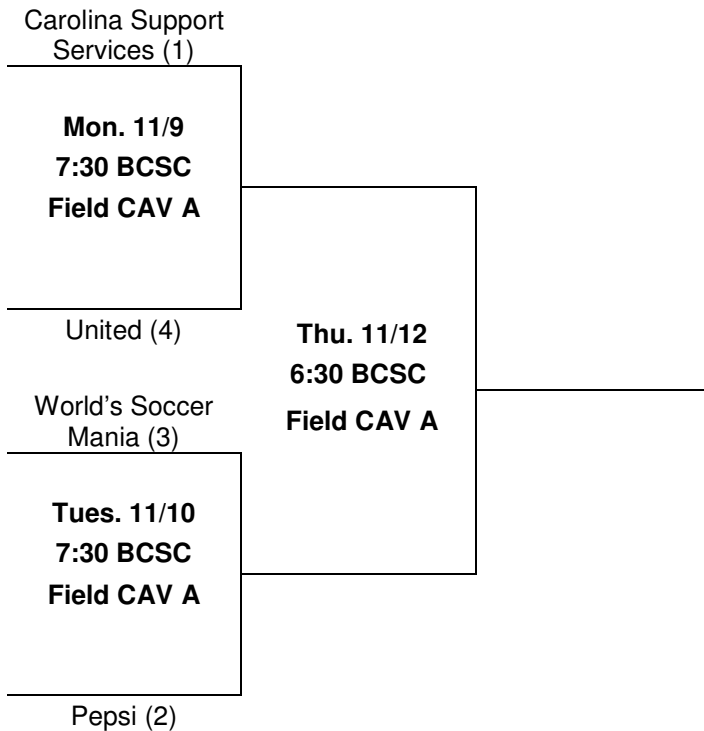 Carolina Support
Services (1)
Mon. 11/9
7:30 BCSC
Field CAV A
United (4)
Thu. 11/12
6:30 BCSC
Field CAV A
World's Soccer
Mania (3)
Tues. 11/10
7:30 BCSC
Field CAV A
Pepsi (2)